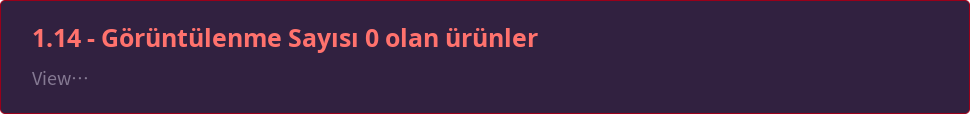 1.14 - Görüntülenme Sayısı 0 olan ürünler
View⋯